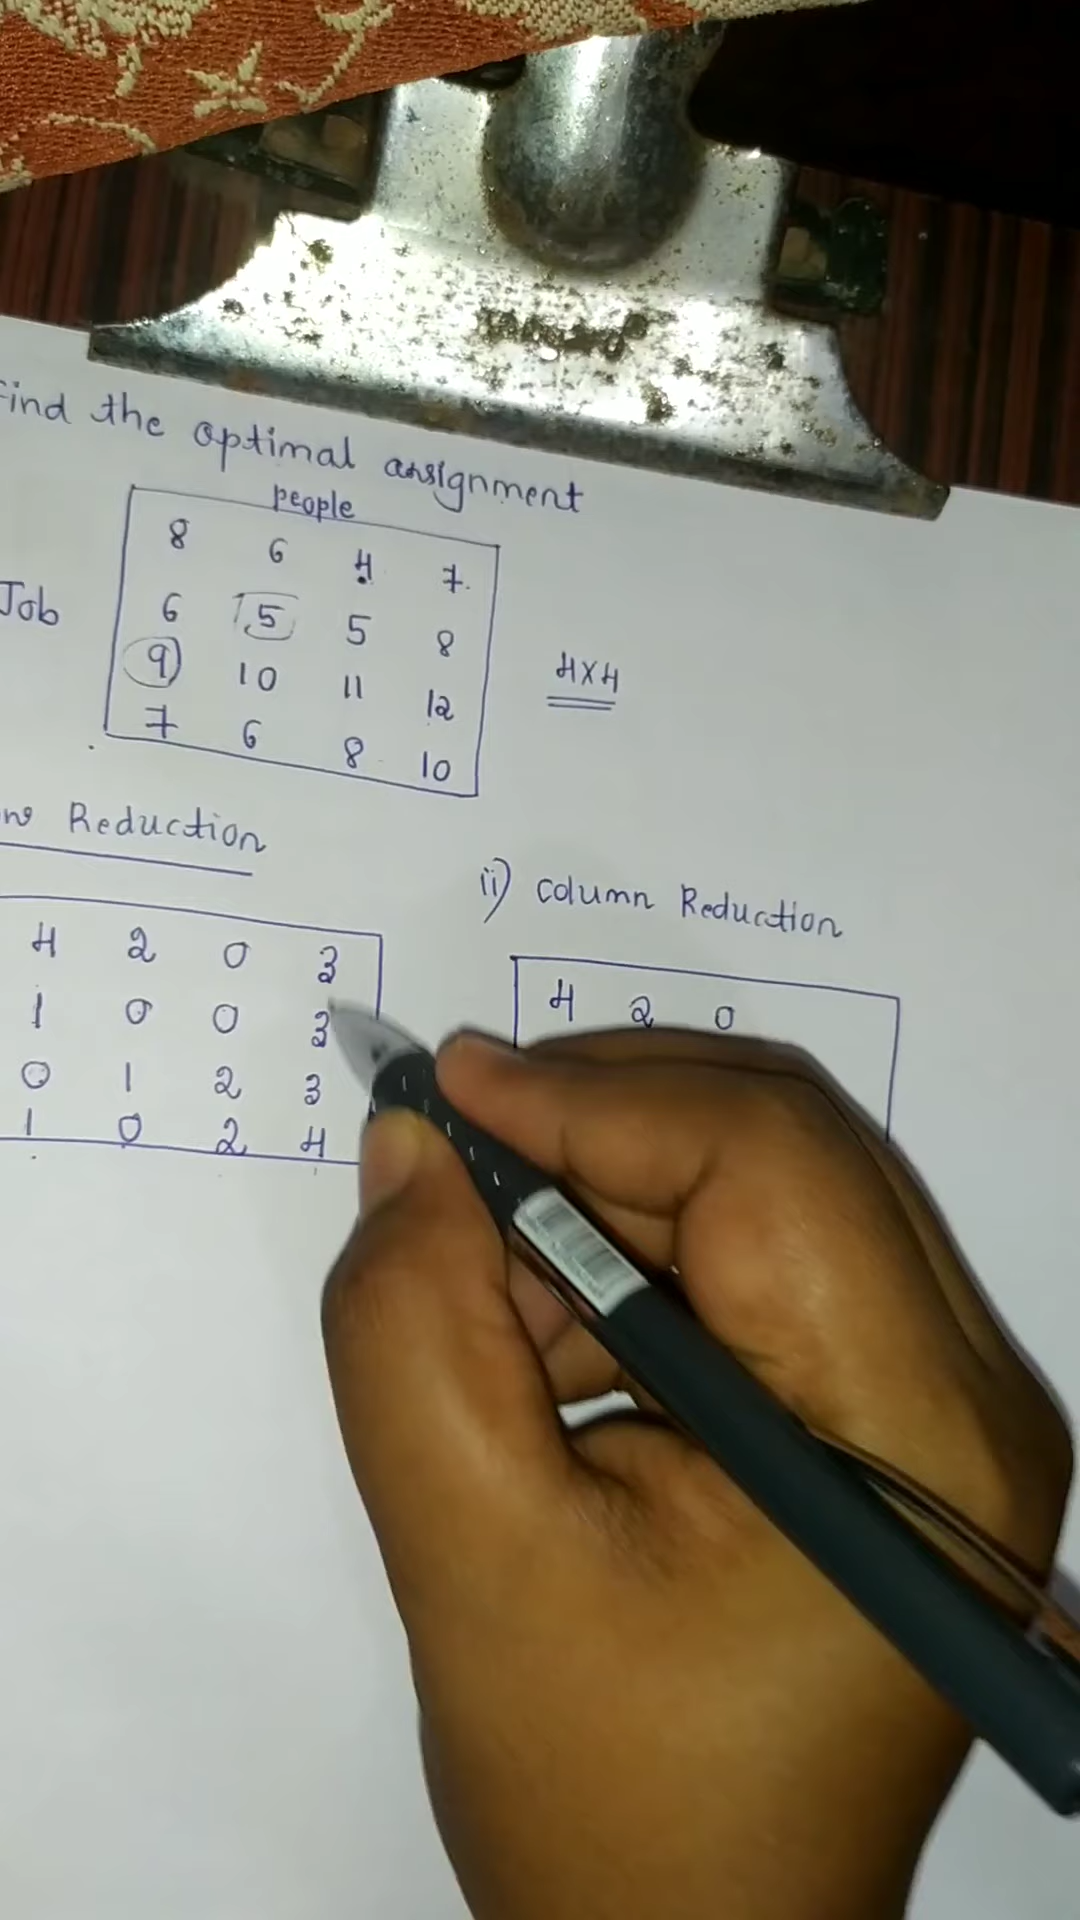 Find the optimal assignment
people
8 6 4 7
Job
6 5 5 8
9 10 11 12
4x4
7 6 8 10
Reduction
4 2 0 3
1 0 0 3
0 1 2 3
1 0 2 4
ii) column Reduction
4 2 0